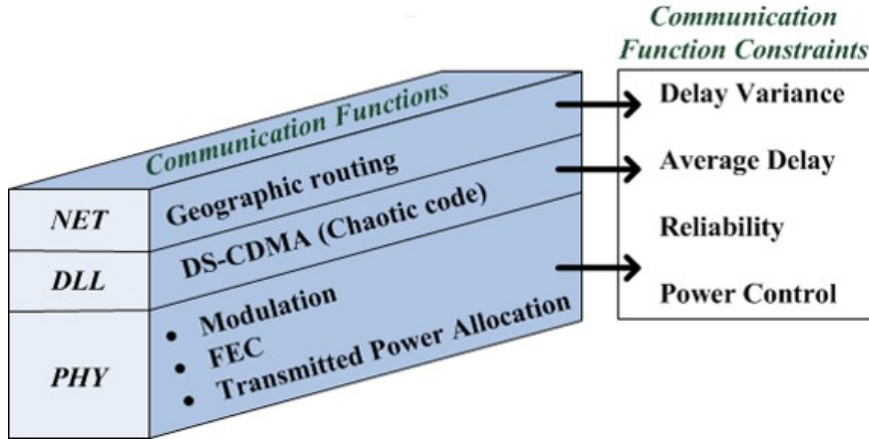 Communication
Function Constraints
Communication Functions
NET
Geographic routing
DLL
DS-CDMA (Chaotic code)
PHY
• Modulation
• FEC
• Transmitted Power Allocation
Delay Variance
Average Delay
Reliability
Power Control